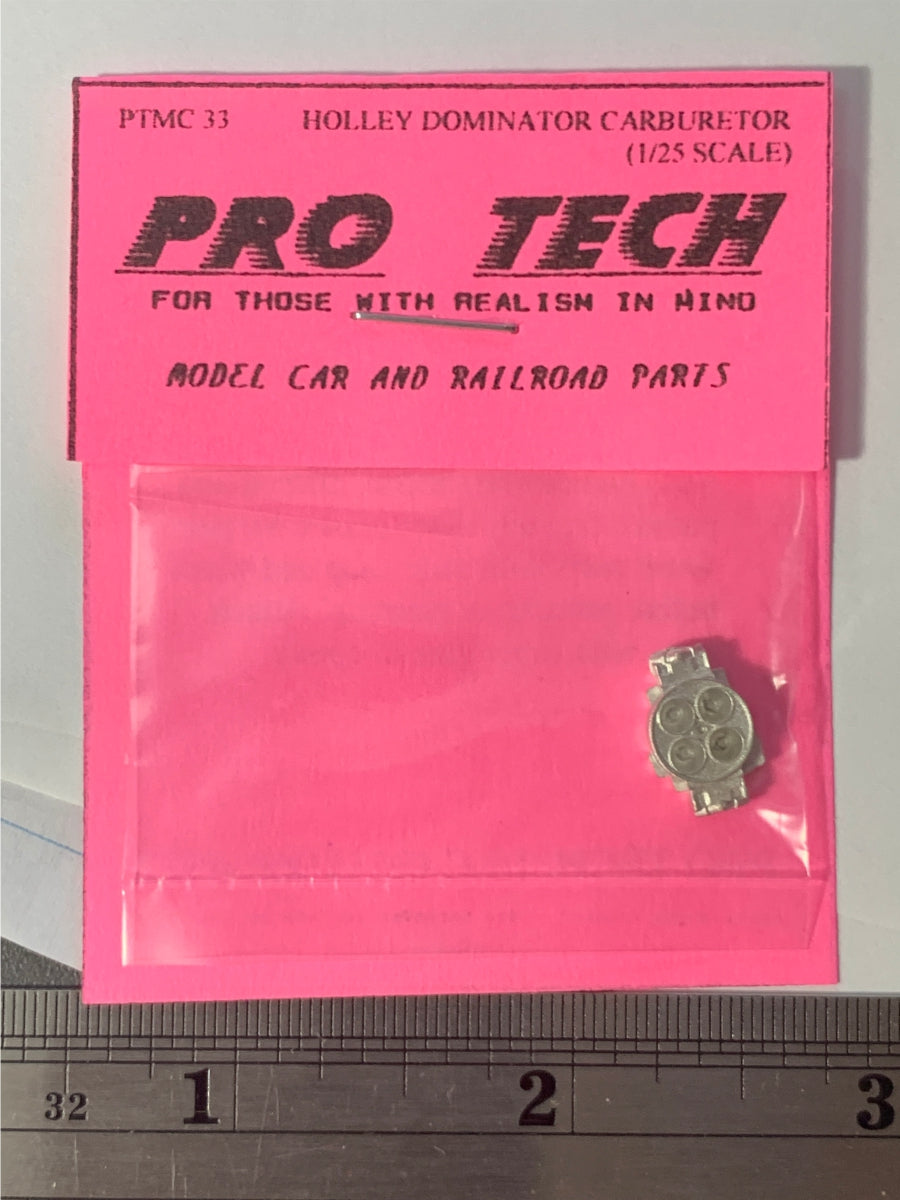 PTMC 33 HOLLEY DOMINATOR CARBURETOR
(1/25 SCALE)
PRO TECH
FOR THOSE WITH REALISM IN MIND
MODEL CAR AND RAILROAD PARTS
32 1 2 3